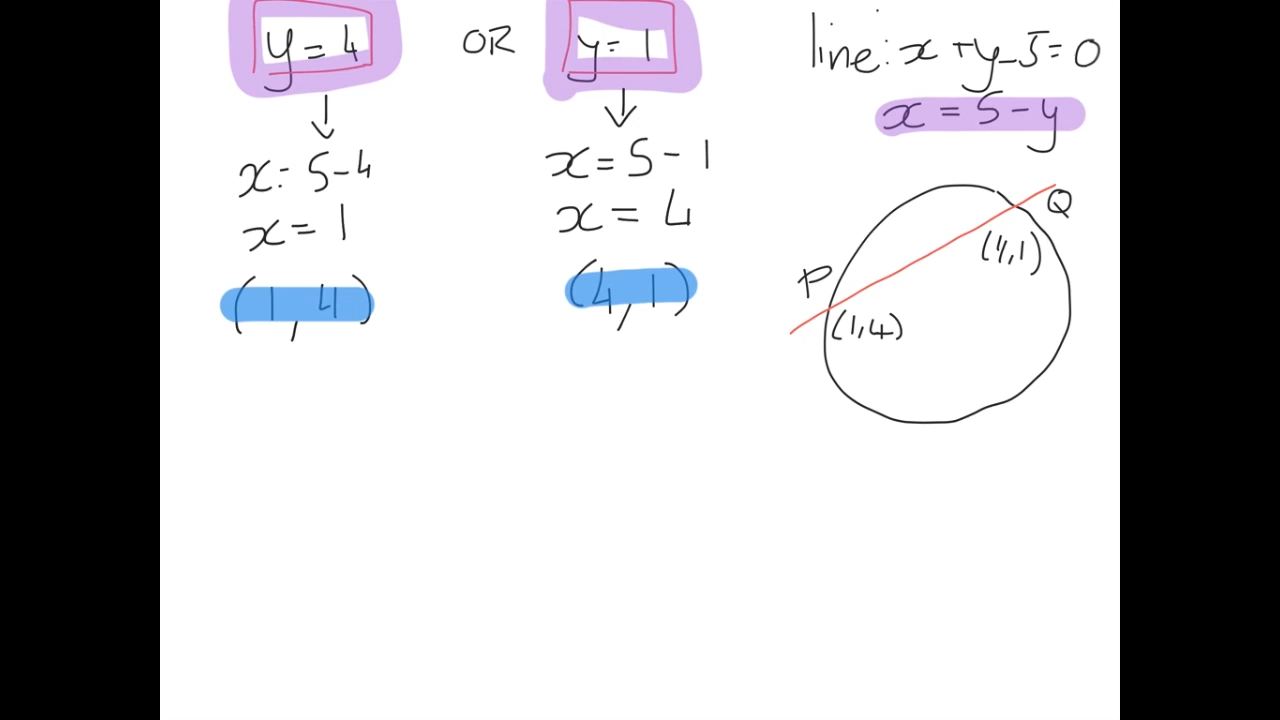 y = 4 OR y = 1
x = 5 - 4
x = 1
(1, 4)
x = 5 - 1
x = 4
(4, 1)
line: x + y - 5 = 0
x = 5 - y
Q
(4,1)
P
(1,4)